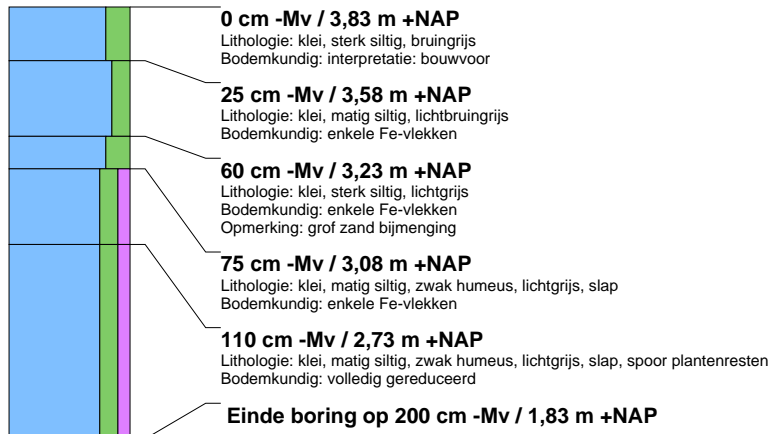 0 cm -Mv / 3,83 m +NAP
Lithologie: klei, sterk siltig, bruingrijs
Bodemkundig: interpretatie: bouwvoor
25 cm -Mv / 3,58 m +NAP
Lithologie: klei, matig siltig, lichtbruingrijs
Bodemkundig: enkele Fe-vlekken
60 cm -Mv / 3,23 m +NAP
Lithologie: klei, sterk siltig, lichtgrijs
Bodemkundig: enkele Fe-vlekken
Opmerking: grof zand bijmenging
75 cm -Mv / 3,08 m +NAP
Lithologie: klei, matig siltig, zwak humeus, lichtgrijs, slap
Bodemkundig: enkele Fe-vlekken
110 cm -Mv / 2,73 m +NAP
Lithologie: klei, matig siltig, zwak humeus, lichtgrijs, slap, spoor plantenresten
Bodemkundig: volledig gereduceerd
Einde boring op 200 cm -Mv / 1,83 m +NAP